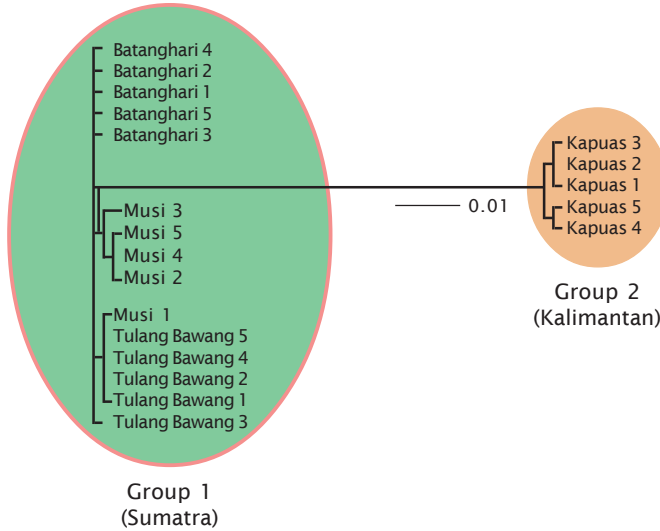 Batanghari 4
Batanghari 2
Batanghari 1
Batanghari 5
Batanghari 3
Musi 3
Musi 5
Musi 4
Musi 2
Musi 1
Tulang Bawang 5
Tulang Bawang 4
Tulang Bawang 2
Tulang Bawang 1
Tulang Bawang 3
Group 1
(Sumatra)
0.01
Kapuas 3
Kapuas 2
Kapuas 1
Kapuas 5
Kapuas 4
Group 2
(Kalimantan)